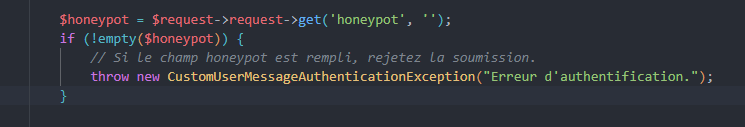 $honeypot = $request->request->get('honeypot', '');
if (!empty($honeypot)) {
// Si le champ honeypot est rempli, rejetez la soumission.
throw new CustomUserMessageAuthenticationException("Erreur d'authentification.");
}